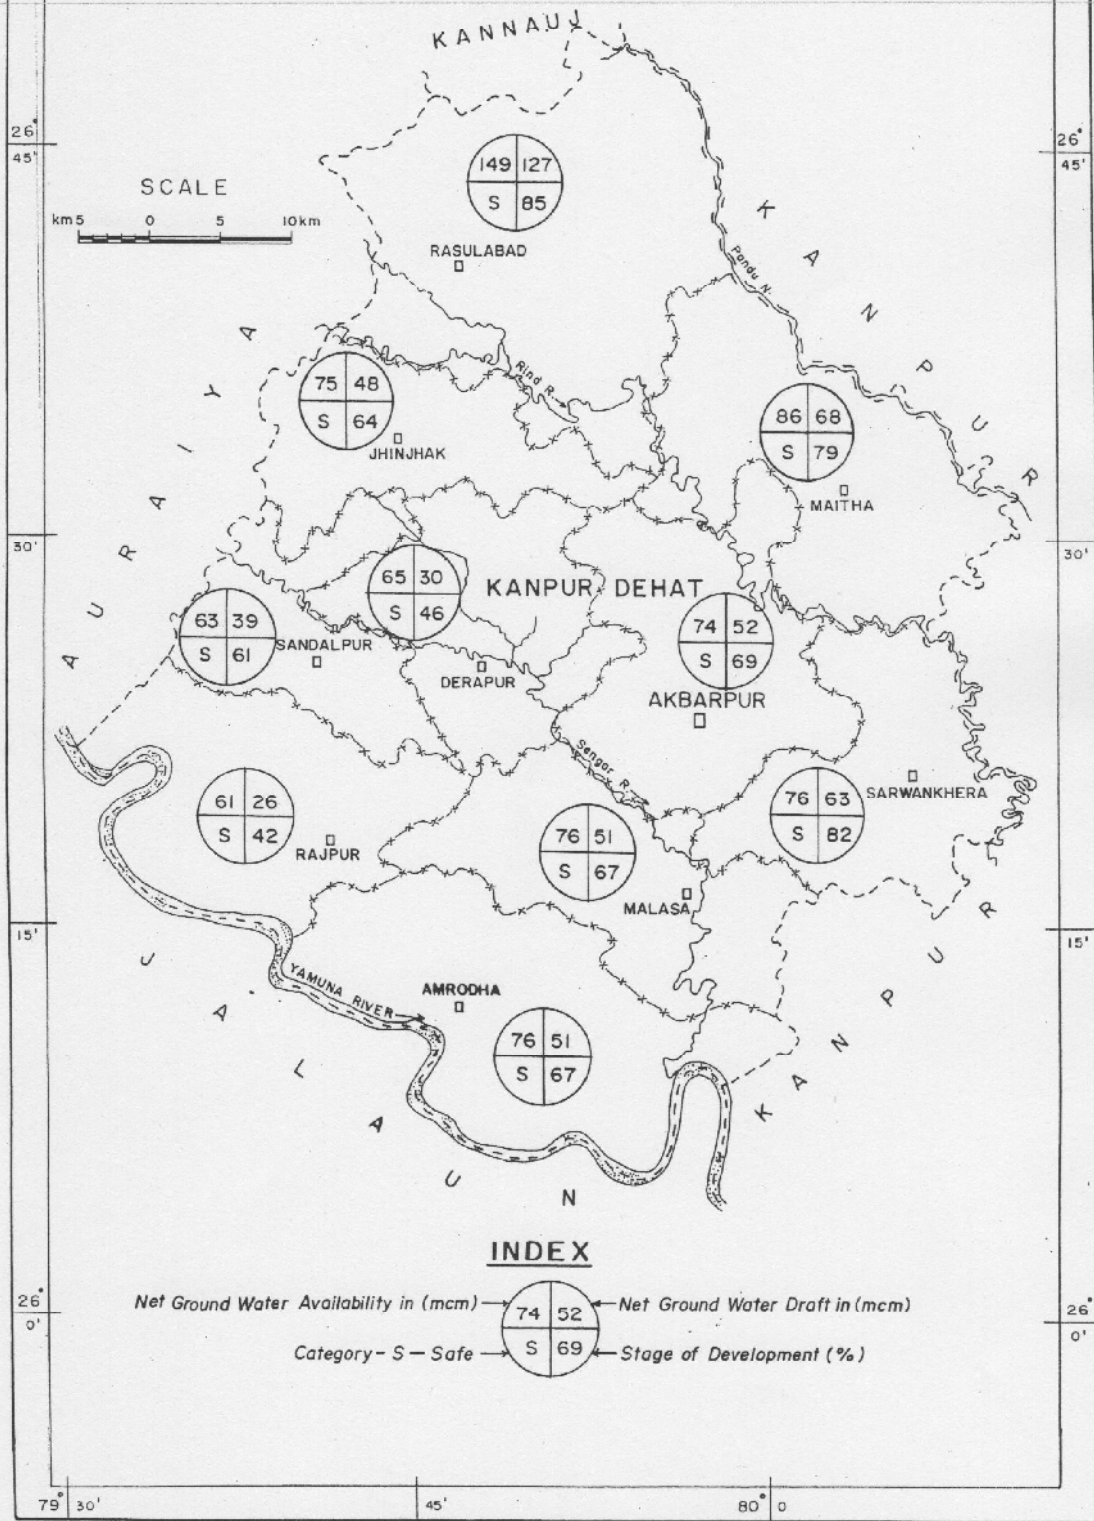 KANNAUJ
26°
45'
26°
45'
SCALE
km 5 0 5 10 km
149 127
S 85
RASULABAD
KANPUR
Pandu N.
AURAIYA
Rind R.
75 48
S 64
JHINJHAK
86 68
S 79
MAITHA
30'
30'
65 30
S 46
KANPUR DEHAT
63 39
S 61
SANDALPUR
DERAPUR
74 52
S 69
AKBARPUR
Sengar R.
61 26
S 42
RAJPUR
76 51
S 67
MALASA
76 63
S 82
SARWANKHERA
15'
15'
JALAUN
YAMUNA RIVER
AMRODHA
76 51
S 67
KANPUR
INDEX
Net Ground Water Availability in (mcm) 74 52 Net Ground Water Draft in (mcm)
Category - S - Safe S 69 Stage of Development (%)
26°
0'
26°
0'
79° 30' 45' 80° 0